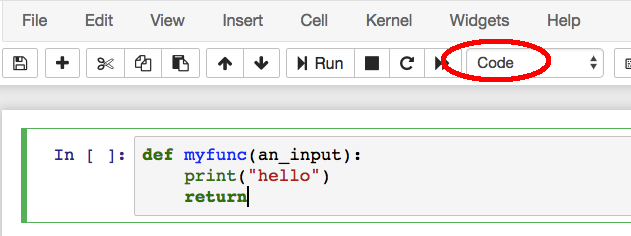 File Edit View Insert Cell Kernel Widgets Help
Run Code
In [ ]: def myfunc(an_input):
    print("hello")
    return